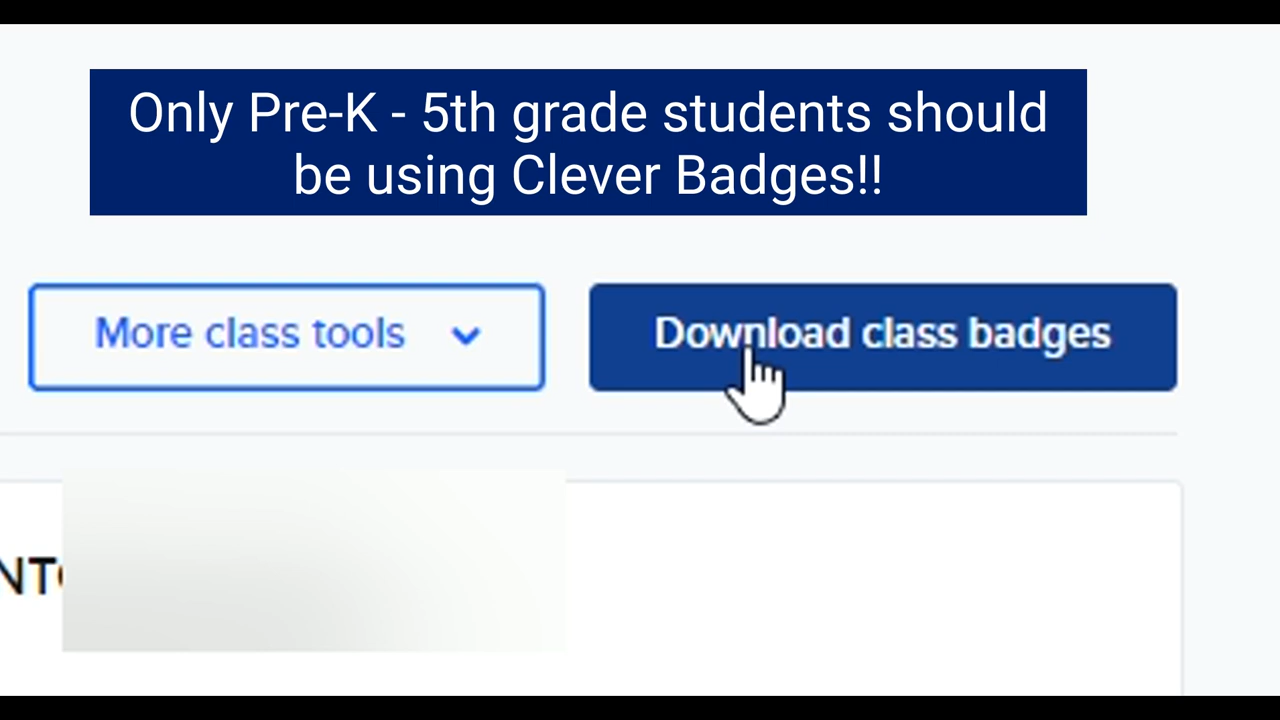 Only Pre-K - 5th grade students should
be using Clever Badges!!
More class tools
Download class badges